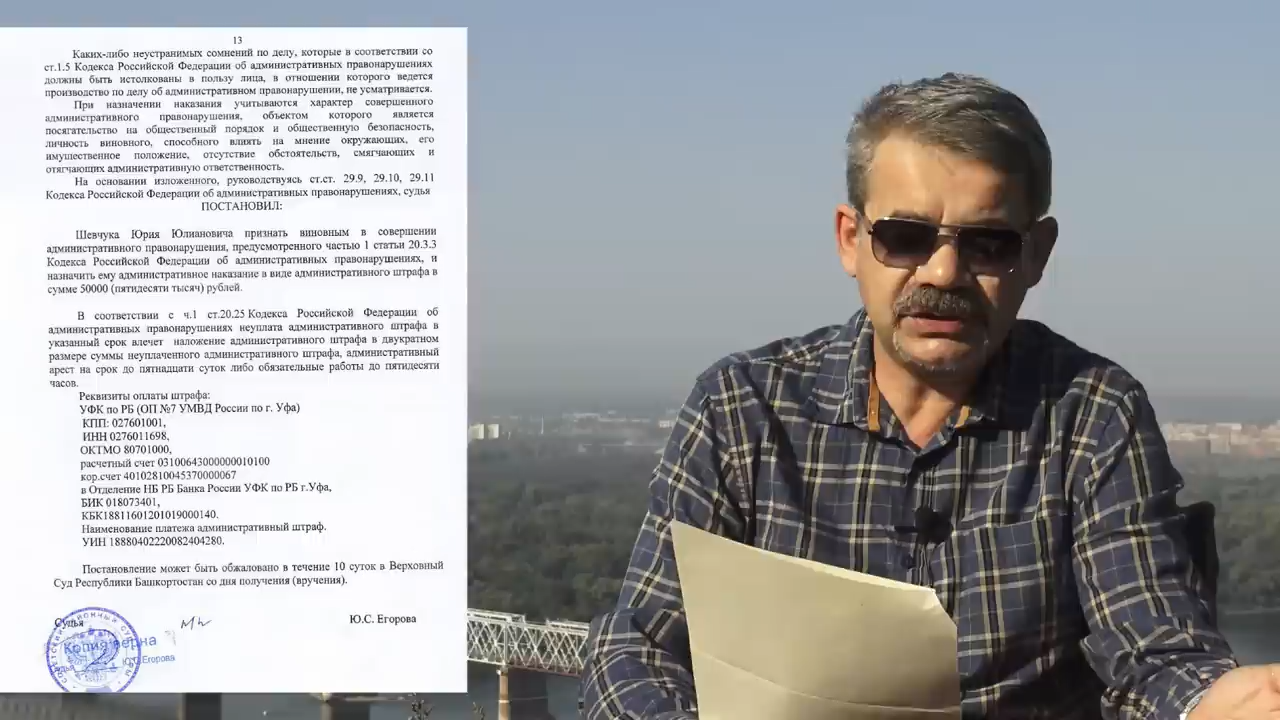 13
Каких-либо неустранимых сомнений по делу, которые в соответствии со
ст.1.5 Кодекса Российской Федерации об административных правонарушениях
должны быть истолкованы в пользу лица, в отношении которого ведется
производство по делу об административном правонарушении, не усматривается.
При назначении наказания учитываются характер совершенного
административного правонарушения, объектом которого является
посягательство на общественный порядок и общественную безопасность,
личность виновного, способного влиять на мнение окружающих, его
имущественное положение, отсутствие обстоятельств, смягчающих и
отягчающих административную ответственность.
На основании изложенного, руководствуясь ст.ст. 29.9, 29.10, 29.11
Кодекса Российской Федерации об административных правонарушениях, судья
ПОСТАНОВИЛ:
Шевчука Юрия Юлиановича признать виновным в совершении
административного правонарушения, предусмотренного частью 1 статьи 20.3.3
Кодекса Российской Федерации об административных правонарушениях, и
назначить ему административное наказание в виде административного штрафа в
сумме 50000 (пятидесяти тысяч) рублей.
В соответствии с ч.1 ст.20.25 Кодекса Российской Федерации об
административных правонарушениях неуплата административного штрафа в
указанный срок влечет наложение административного штрафа в двукратном
размере суммы неуплаченного административного штрафа, административный
арест на срок до пятнадцати суток либо обязательные работы до пятидесяти
часов.
Реквизиты оплаты штрафа:
УФК по РБ (ОП №7 УМВД России по г. Уфа)
КПП: 027601001,
ИНН 0276011698,
ОКТМО 80701000,
расчетный счет 03100643000000010100
кор.счет 40102810045370000067
в Отделение НБ РБ Банка России УФК по РБ г.Уфа,
БИК 018073401,
КБК18811601201019000140.
Наименование платежа административный штраф.
УИН 18880402220082404280.
Постановление может быть обжаловано в течение 10 суток в Верховный
Суд Республики Башкортостан со дня получения (вручения).
Судья Ю.С. Егорова
Копия верна
Судья Ю.С.Егорова